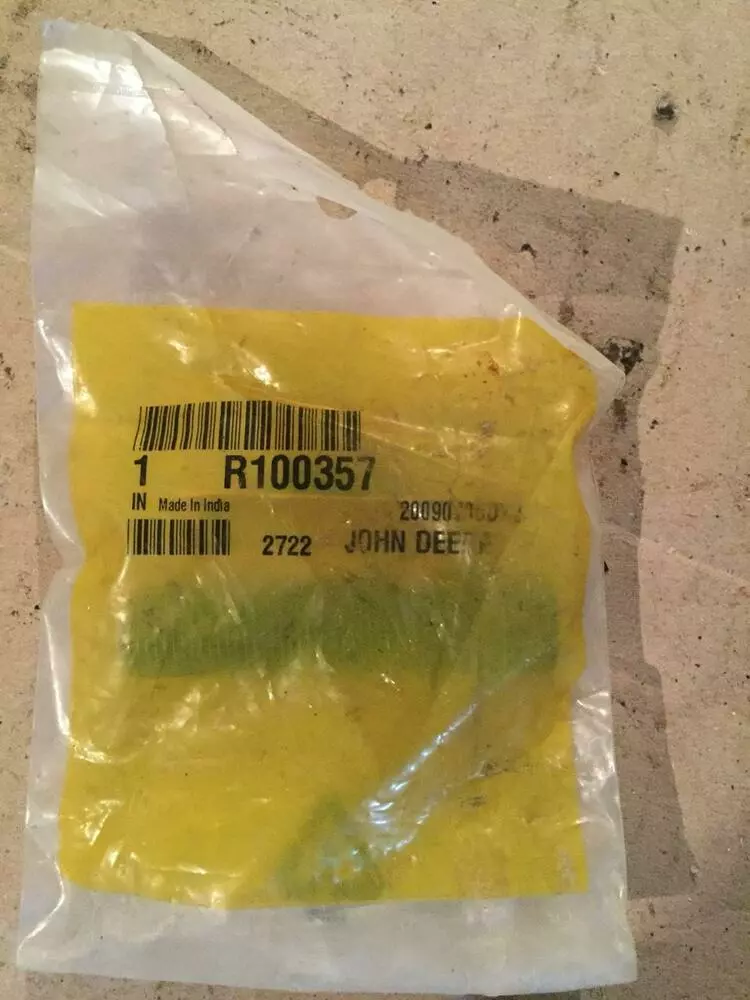 1 R100357
IN Made In India
2722 JOHN DEERE